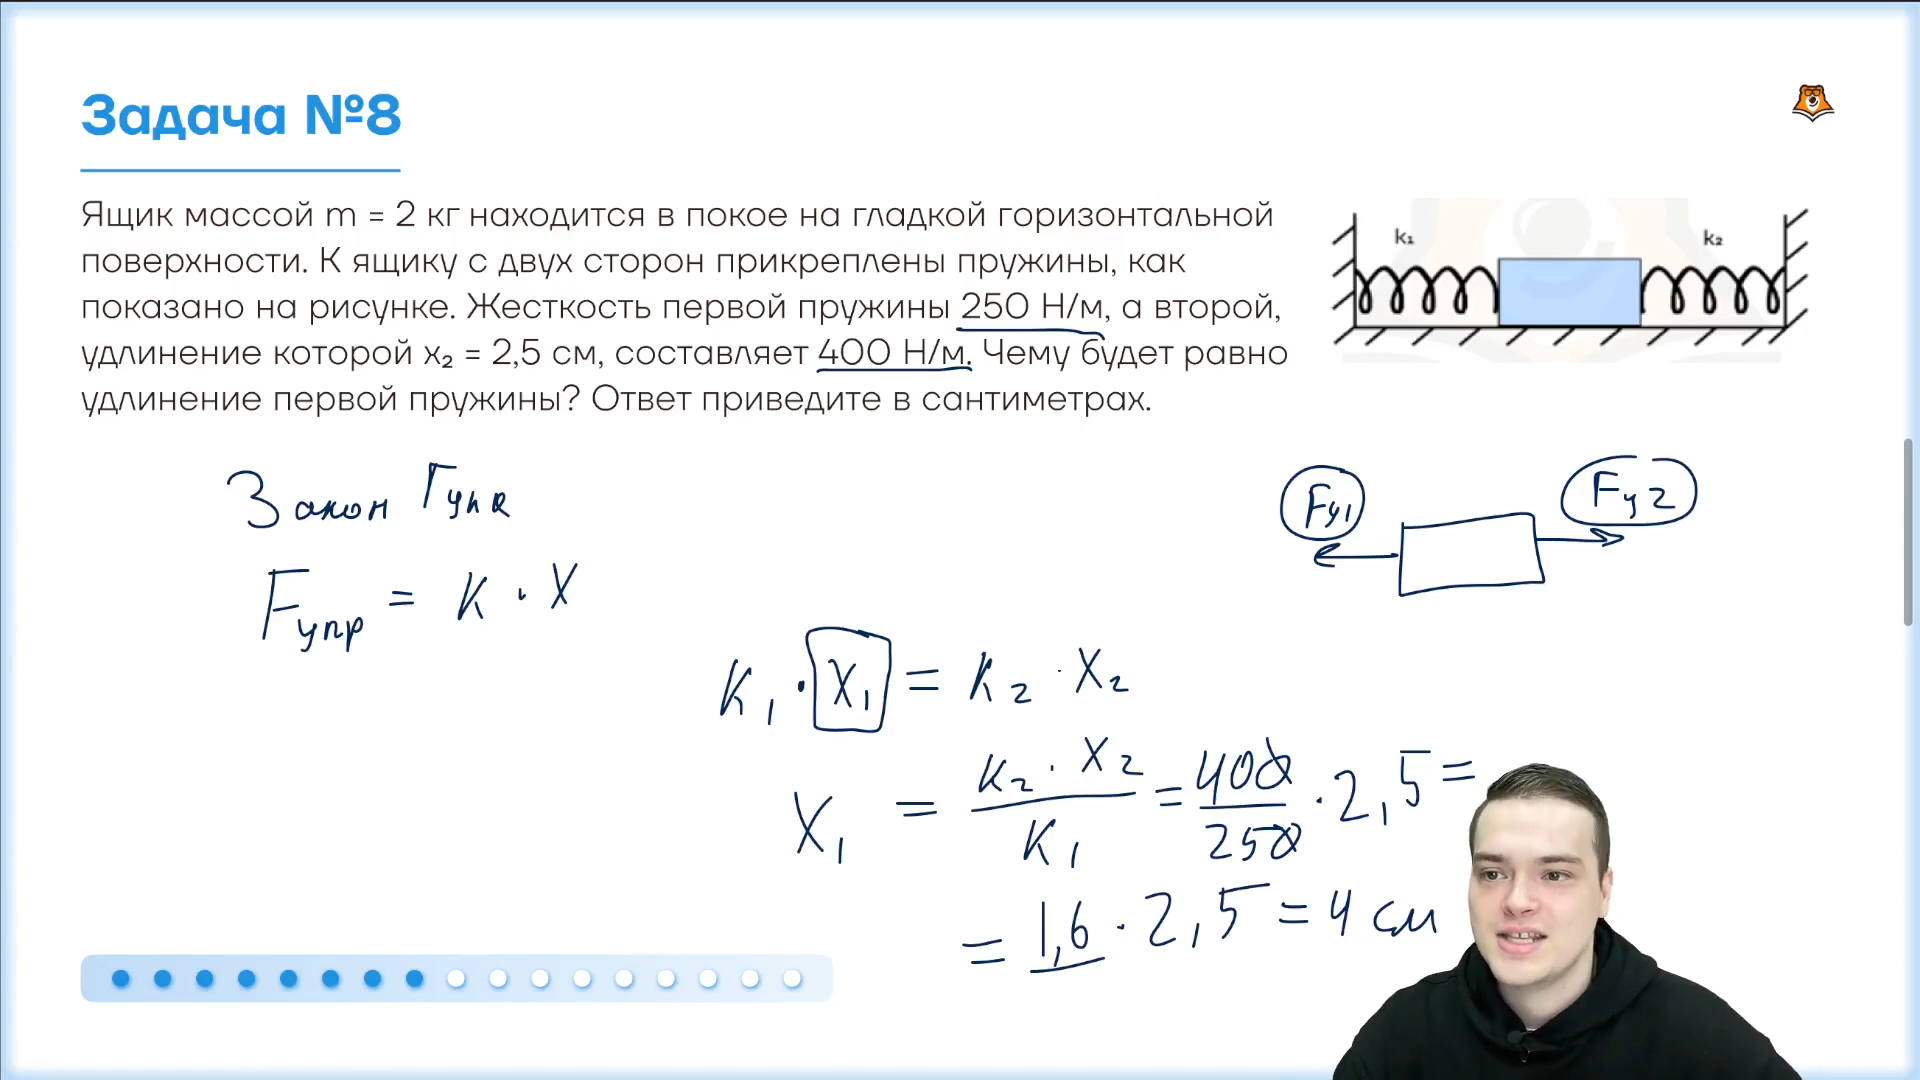 Задача №8
Ящик массой m = 2 кг находится в покое на гладкой горизонтальной
поверхности. К ящику с двух сторон прикреплены пружины, как
показано на рисунке. Жесткость первой пружины 250 Н/м, а второй,
удлинение которой x₂ = 2,5 см, составляет 400 Н/м. Чему будет равно
удлинение первой пружины? Ответ приведите в сантиметрах.
k₁ k₂
Закон Гука
Fу1 Fу2
Fупр = K · X
K₁ · X₁ = K₂ · X₂
X₁ = K₂ · X₂ / K₁ = 400 / 250 · 2,5 =
= 1,6 · 2,5 = 4 см